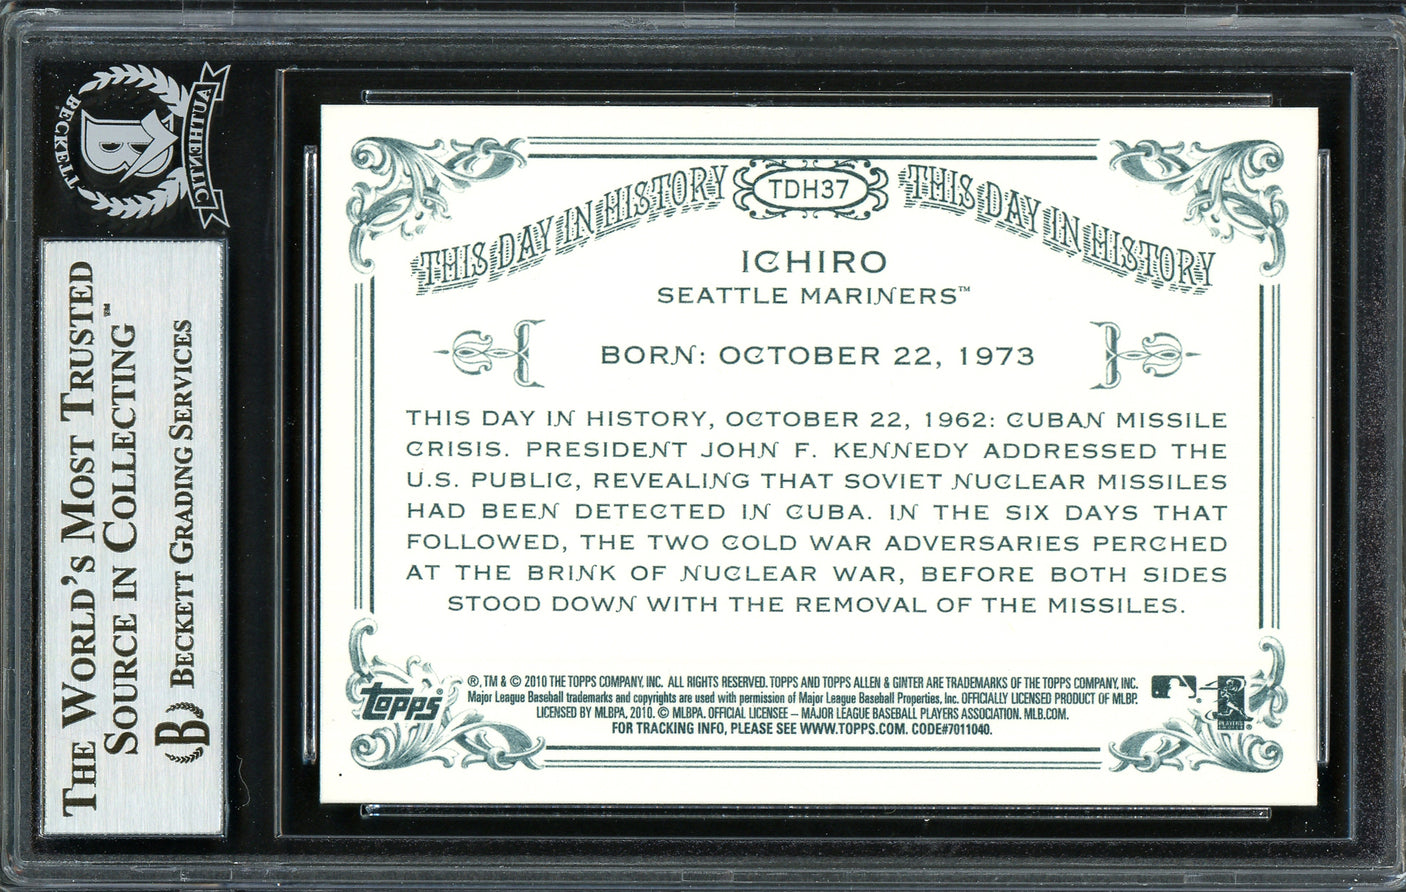 BECKETT
AUTHENTIC
B
THE WORLD'S MOST TRUSTED
SOURCE IN COLLECTING™
B BECKETT GRADING SERVICES
THIS DAY IN HISTORY TDH37 THIS DAY IN HISTORY
ICHIRO
SEATTLE MARINERS™
BORN: OCTOBER 22, 1973
THIS DAY IN HISTORY, OCTOBER 22, 1962: CUBAN MISSILE
CRISIS. PRESIDENT JOHN F. KENNEDY ADDRESSED THE
U.S. PUBLIC, REVEALING THAT SOVIET NUCLEAR MISSILES
HAD BEEN DETECTED IN CUBA. IN THE SIX DAYS THAT
FOLLOWED, THE TWO COLD WAR ADVERSARIES PERCHED
AT THE BRINK OF NUCLEAR WAR, BEFORE BOTH SIDES
STOOD DOWN WITH THE REMOVAL OF THE MISSILES.
Topps®
®, TM & © 2010 THE TOPPS COMPANY, INC. ALL RIGHTS RESERVED. TOPPS AND TOPPS ALLEN & GINTER ARE TRADEMARKS OF THE TOPPS COMPANY, INC.
Major League Baseball trademarks and copyrights are used with permission of Major League Baseball Properties, Inc. OFFICIALLY LICENSED PRODUCT OF MLBP.
LICENSED BY MLBPA, 2010. © MLBPA. OFFICIAL LICENSEE – MAJOR LEAGUE BASEBALL PLAYERS ASSOCIATION. MLB.COM.
FOR TRACKING INFO, PLEASE SEE WWW.TOPPS.COM. CODE#7011040.